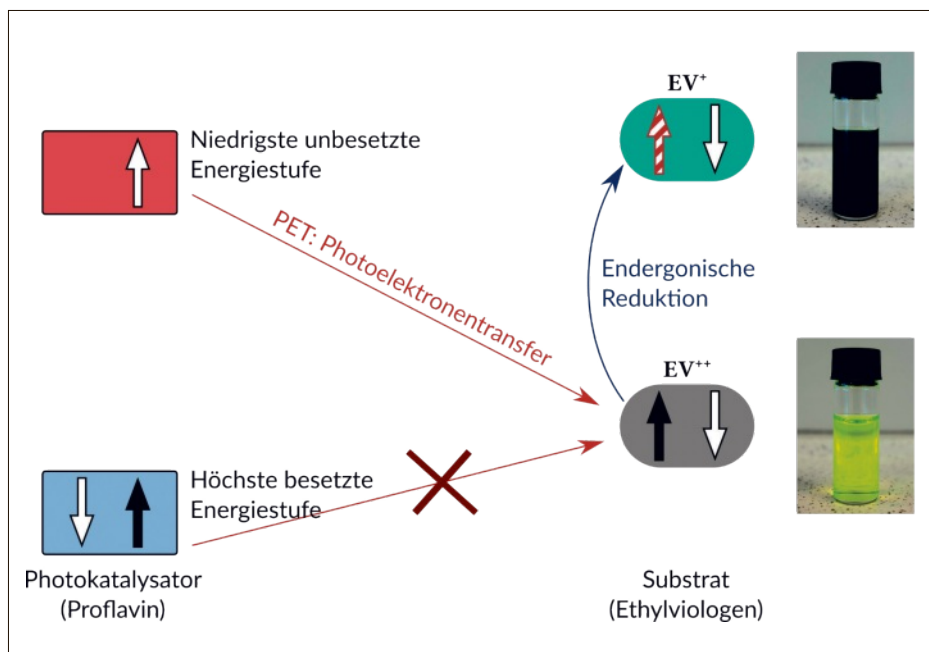 EV⁺
Niedrigste unbesetzte
Energiestufe
PET: Photoelektronentransfer
Endergonische
Reduktion
EV⁺⁺
Höchste besetzte
Energiestufe
Photokatalysator
(Proflavin)
Substrat
(Ethylviologen)